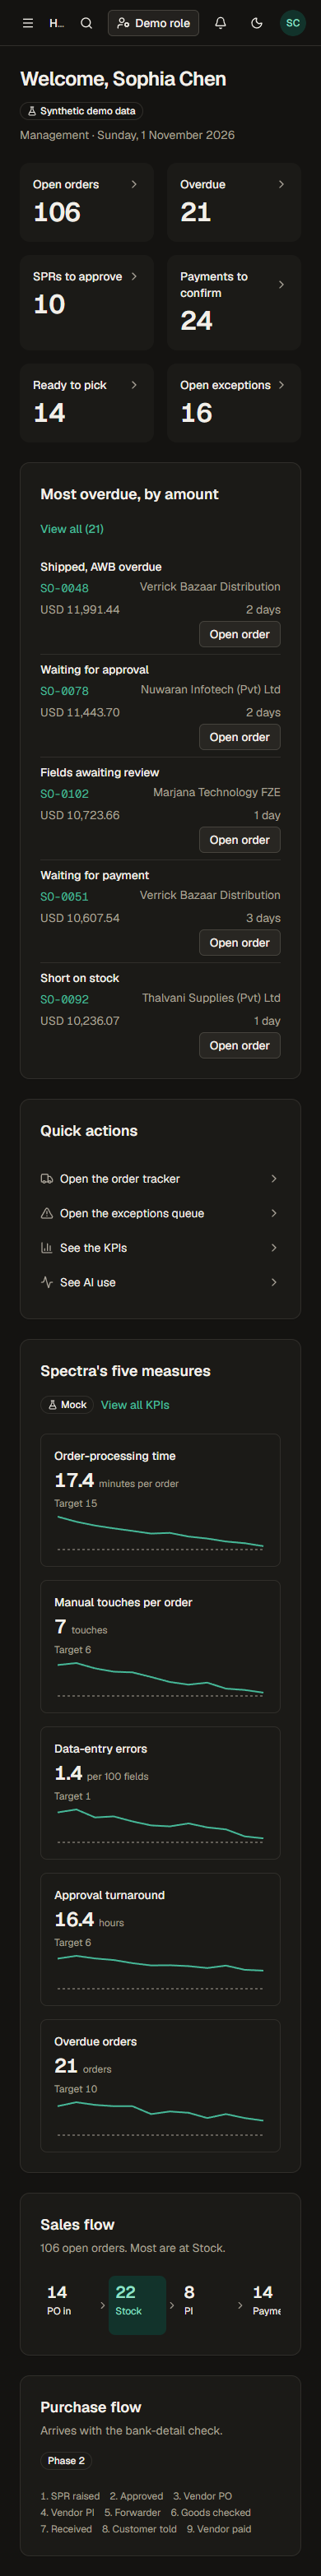 H...
Demo role
SC
Welcome, Sophia Chen
Synthetic demo data
Management · Sunday, 1 November 2026
Open orders
106
Overdue
21
SPRs to approve
10
Payments to
confirm
24
Ready to pick
14
Open exceptions
16
Most overdue, by amount
View all (21)
Shipped, AWB overdue
SO-0048 Verrick Bazaar Distribution
USD 11,991.44 2 days
Open order
Waiting for approval
SO-0078 Nuwaran Infotech (Pvt) Ltd
USD 11,443.70 2 days
Open order
Fields awaiting review
SO-0102 Marjana Technology FZE
USD 10,723.66 1 day
Open order
Waiting for payment
SO-0051 Verrick Bazaar Distribution
USD 10,607.54 3 days
Open order
Short on stock
SO-0092 Thalvani Supplies (Pvt) Ltd
USD 10,236.07 1 day
Open order
Quick actions
Open the order tracker
Open the exceptions queue
See the KPIs
See AI use
Spectra's five measures
Mock View all KPIs
Order-processing time
17.4 minutes per order
Target 15
Manual touches per order
7 touches
Target 6
Data-entry errors
1.4 per 100 fields
Target 1
Approval turnaround
16.4 hours
Target 6
Overdue orders
21 orders
Target 10
Sales flow
106 open orders. Most are at Stock.
14 22 8 14
PO in Stock PI Payme
Purchase flow
Arrives with the bank-detail check.
Phase 2
1. SPR raised 2. Approved 3. Vendor PO
4. Vendor PI 5. Forwarder 6. Goods checked
7. Received 8. Customer told 9. Vendor paid